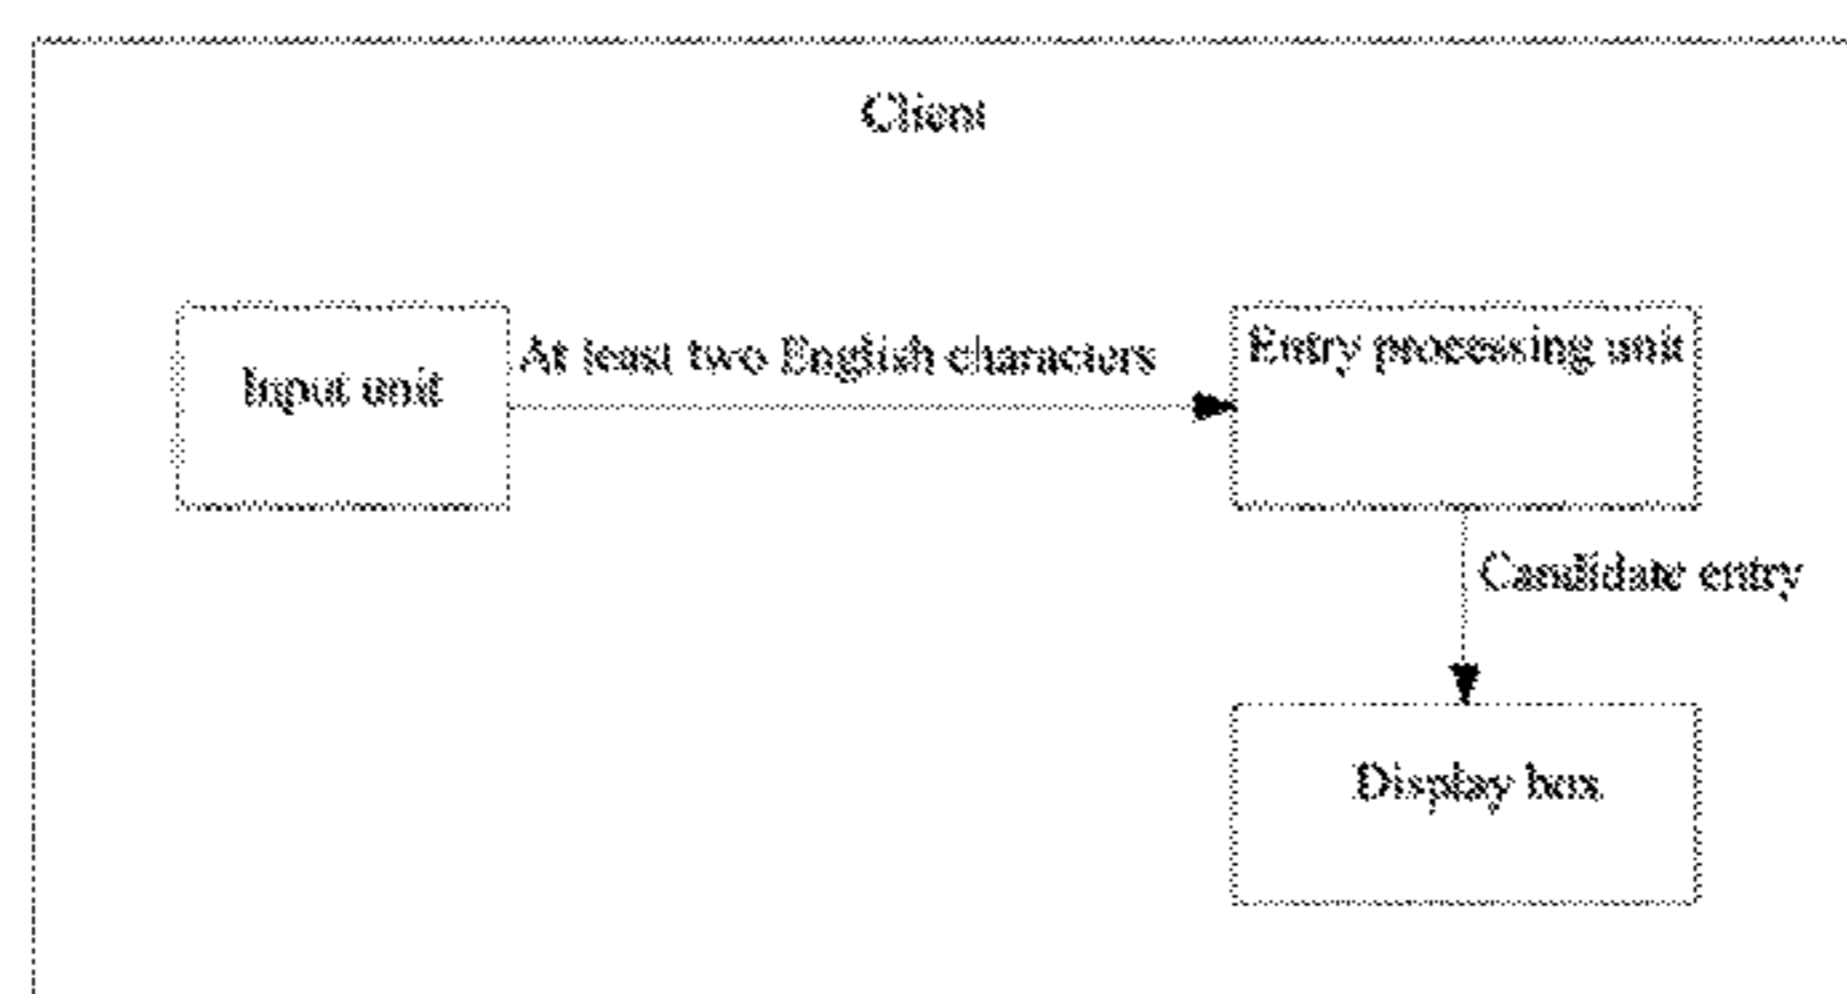 Client
Input unit
At least two English characters
Entry processing unit
Candidate entry
Display box